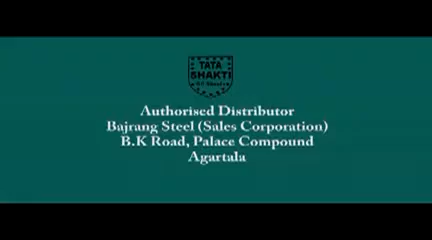 TATA
SHAKTI
Authorised Distributor
Bajrang Steel (Sales Corporation)
B.K Road, Palace Compound
Agartala